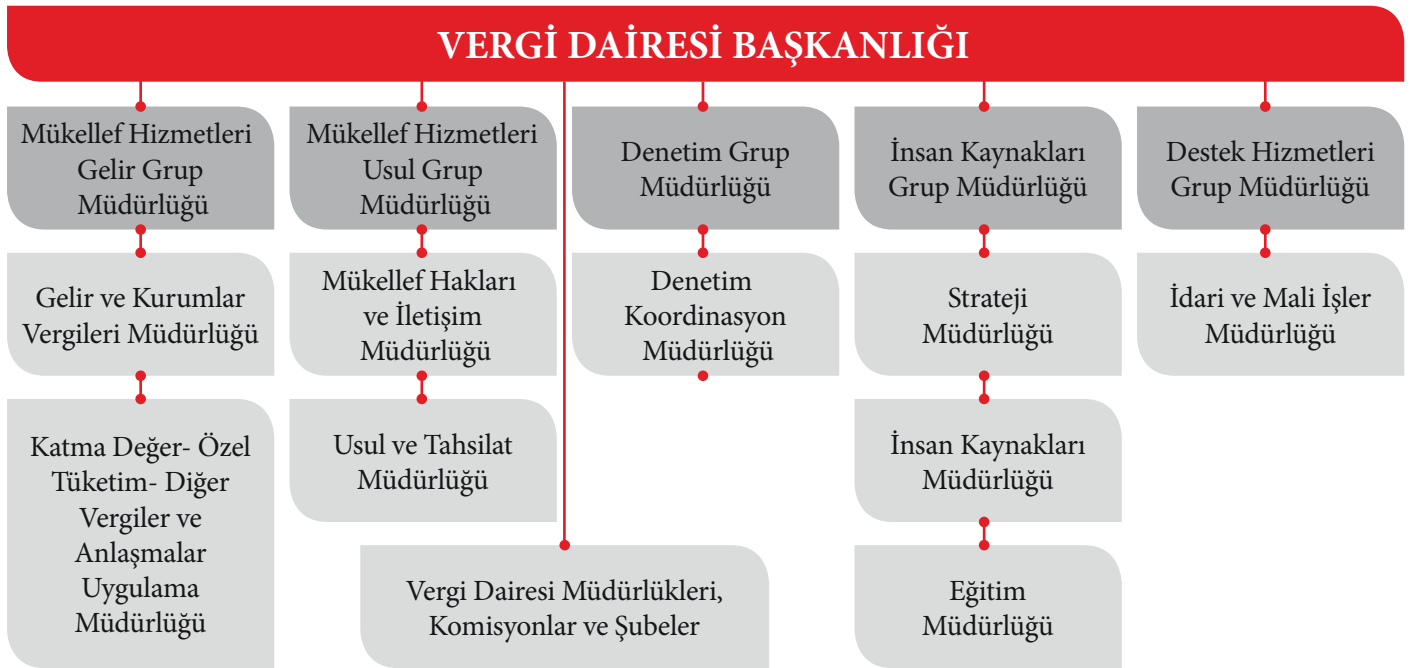 VERGİ DAİRESİ BAŞKANLIĞI
Mükellef Hizmetleri
Gelir Grup
Müdürlüğü
Mükellef Hizmetleri
Usul Grup
Müdürlüğü
Denetim Grup
Müdürlüğü
İnsan Kaynakları
Grup Müdürlüğü
Destek Hizmetleri
Grup Müdürlüğü
Gelir ve Kurumlar
Vergileri Müdürlüğü
Mükellef Hakları
ve İletişim
Müdürlüğü
Denetim
Koordinasyon
Müdürlüğü
Strateji
Müdürlüğü
İdari ve Mali İşler
Müdürlüğü
Katma Değer- Özel
Tüketim- Diğer
Vergiler ve
Anlaşmalar
Uygulama
Müdürlüğü
Usul ve Tahsilat
Müdürlüğü
İnsan Kaynakları
Müdürlüğü
Vergi Dairesi Müdürlükleri,
Komisyonlar ve Şubeler
Eğitim
Müdürlüğü